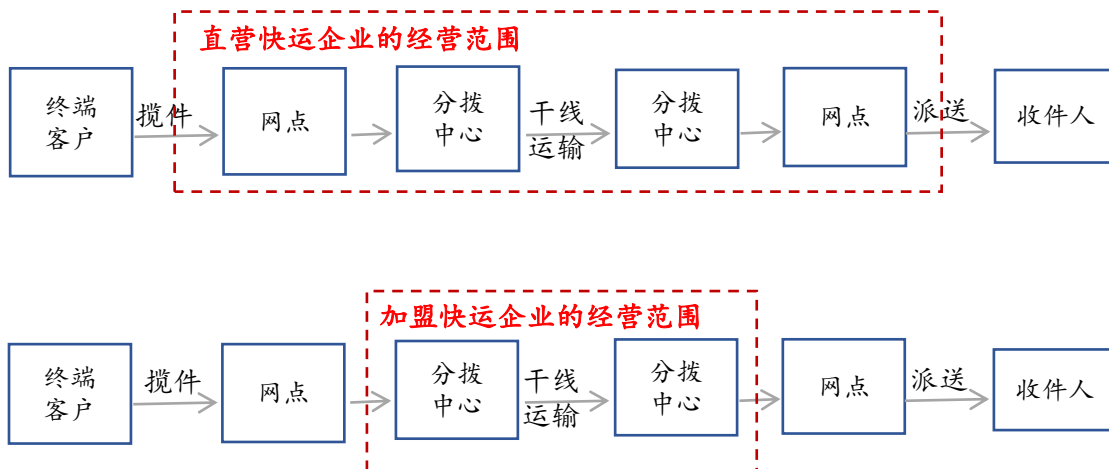 直营快运企业的经营范围
终端
客户
揽件
网点
分拨
中心
干线
运输
分拨
中心
网点
派送
收件人
加盟快运企业的经营范围
终端
客户
揽件
网点
分拨
中心
干线
运输
分拨
中心
网点
派送
收件人